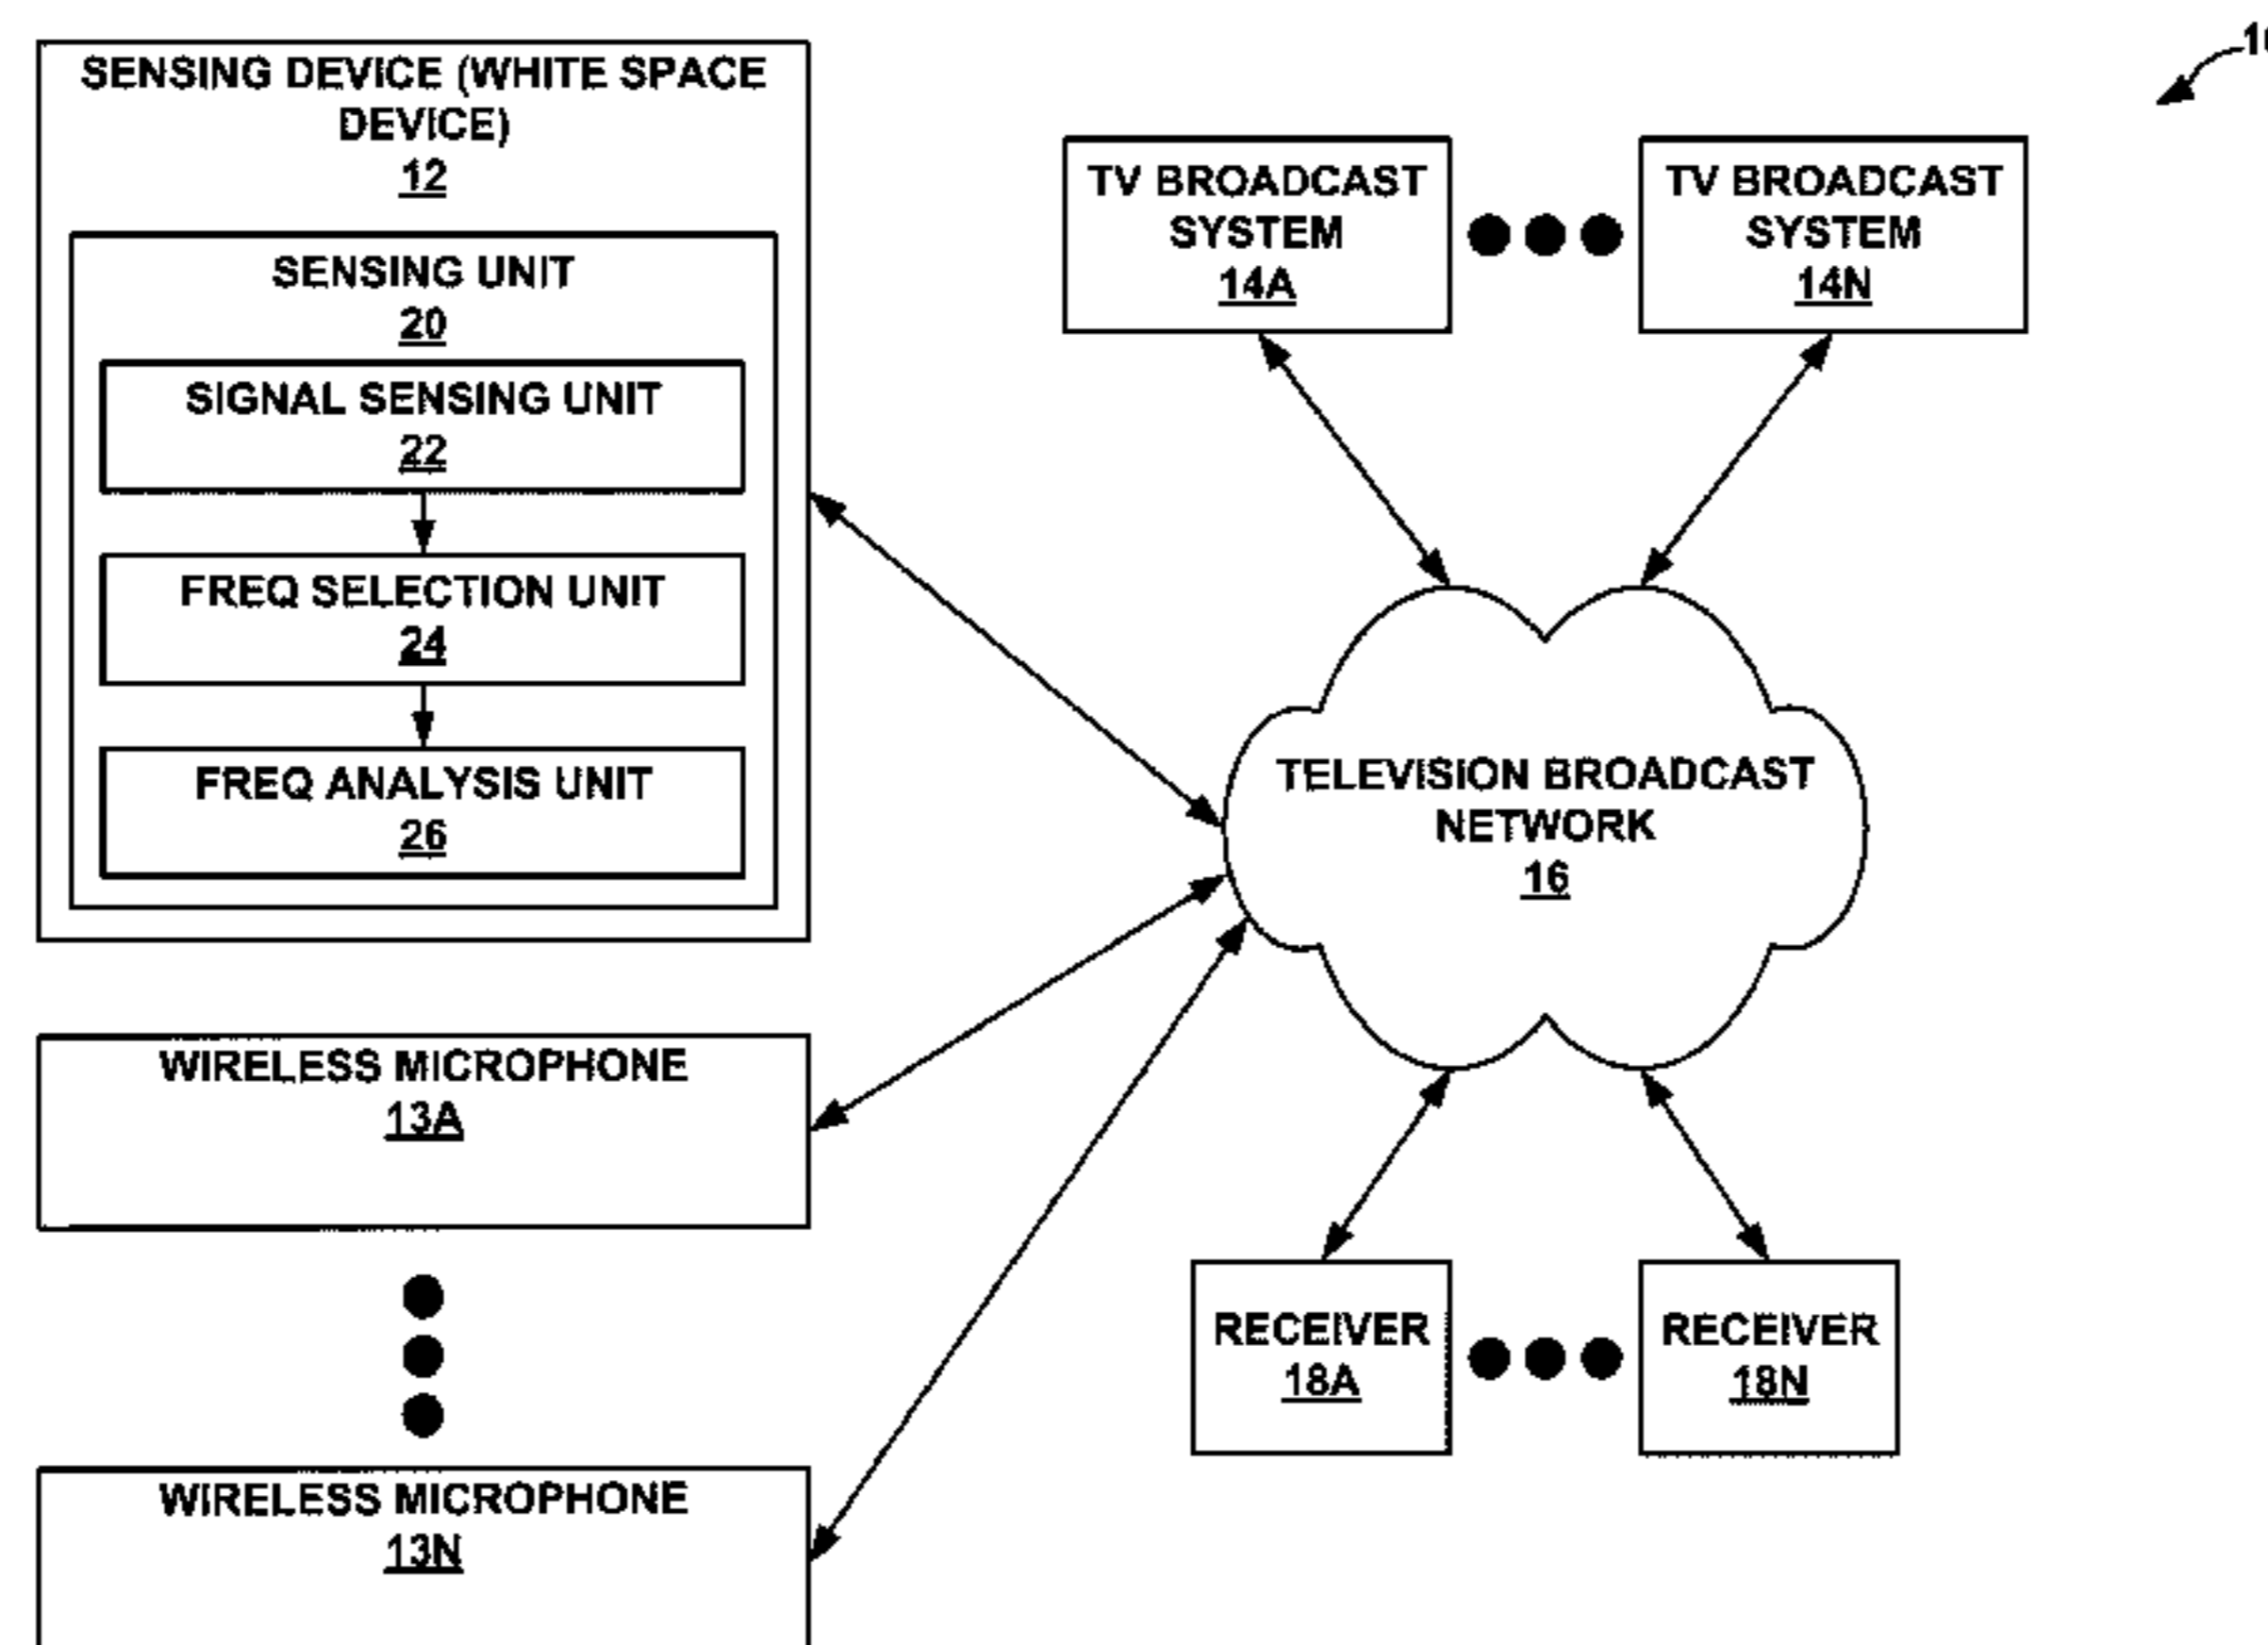 SENSING DEVICE (WHITE SPACE
DEVICE)
12
SENSING UNIT
20
SIGNAL SENSING UNIT
22
FREQ SELECTION UNIT
24
FREQ ANALYSIS UNIT
26
WIRELESS MICROPHONE
13A
WIRELESS MICROPHONE
13N
TV BROADCAST
SYSTEM
14A
TV BROADCAST
SYSTEM
14N
TELEVISION BROADCAST
NETWORK
16
RECEIVER
18A
RECEIVER
18N